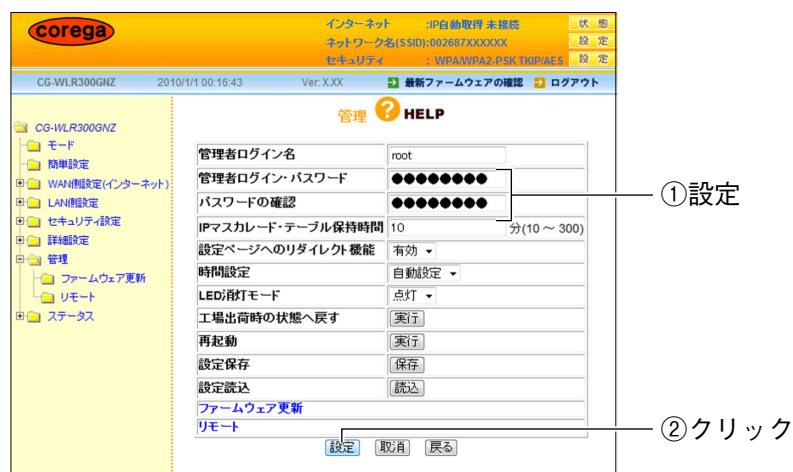 corega
インターネット :IP自動取得 未接続 状 態
ネットワーク名(SSID):002687XXXXXX 設 定
セキュリティ : WPA/WPA2-PSK TKIP/AES 設 定
CG-WLR300GNZ 2010/1/1 00:16:43 Ver. X.XX 最新ファームウェアの確認 ログアウト
管理 ? HELP
CG-WLR300GNZ
モード
簡単設定
WAN側設定(インターネット)
LAN側設定
セキュリティ設定
詳細設定
管理
ファームウェア更新
リモート
ステータス
管理者ログイン名 root
管理者ログイン・パスワード ●●●●●●●●
パスワードの確認 ●●●●●●●●
①設定
IPマスカレード・テーブル保持時間 10 分(10 ～ 300)
設定ページへのリダイレクト機能 有効
時間設定 自動設定
LED消灯モード 点灯
工場出荷時の状態へ戻す 実行
再起動 実行
設定保存 保存
設定読込 読込
ファームウェア更新
リモート
設定 取消 戻る
②クリック